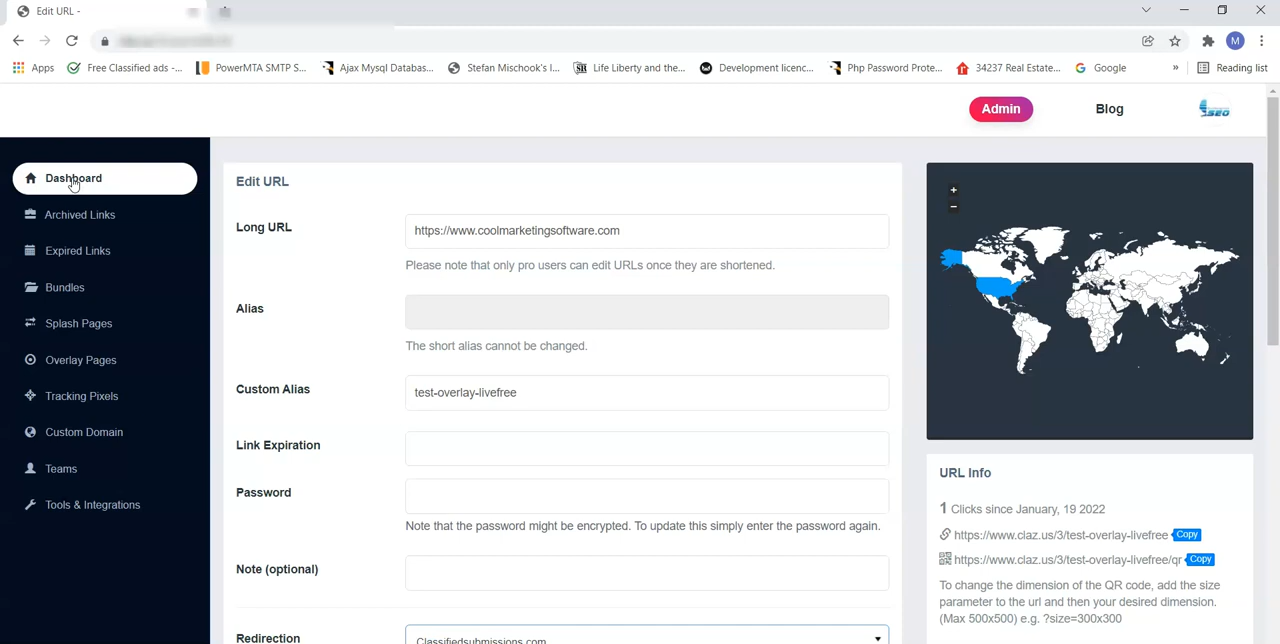 Edit URL -
Apps
Free Classified ads -...
PowerMTA SMTP S...
Ajax Mysql Databas...
Stefan Mischook's I...
Life Liberty and the...
Development licenc...
Php Password Prote...
34237 Real Estate...
Google
»
Reading list
M
Admin
Blog
SEO
Dashboard
Archived Links
Expired Links
Bundles
Splash Pages
Overlay Pages
Tracking Pixels
Custom Domain
Teams
Tools & Integrations
Edit URL
Long URL
https://www.coolmarketingsoftware.com
Please note that only pro users can edit URLs once they are shortened.
Alias
The short alias cannot be changed.
Custom Alias
test-overlay-livefree
Link Expiration
Password
Note that the password might be encrypted. To update this simply enter the password again.
Note (optional)
Redirection
Classifiedsubmissions.com
+
−
URL Info
1 Clicks since January, 19 2022
https://www.claz.us/3/test-overlay-livefree Copy
https://www.claz.us/3/test-overlay-livefree/qr Copy
To change the dimension of the QR code, add the size
parameter to the url and then your desired dimension.
(Max 500x500) e.g. ?size=300x300